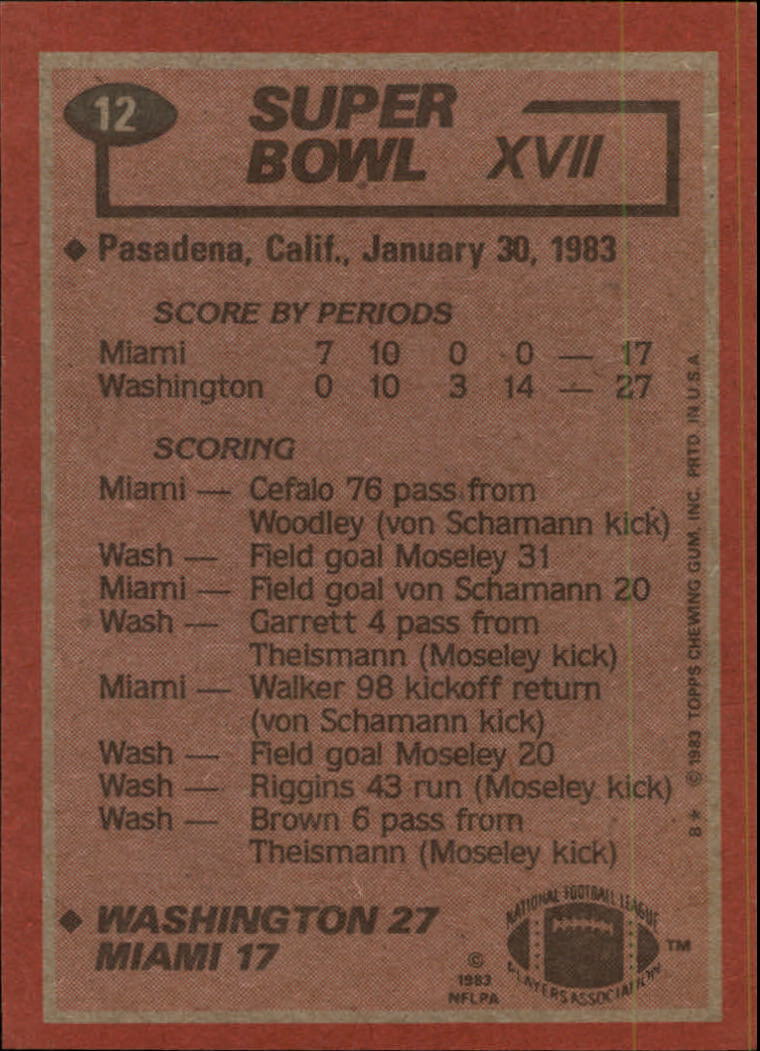 12
SUPER
BOWL XVII
Pasadena, Calif., January 30, 1983
SCORE BY PERIODS
Miami 7 10 0 0 — 17
Washington 0 10 3 14 — 27
SCORING
Miami — Cefalo 76 pass from
Woodley (von Schamann kick)
Wash — Field goal Moseley 31
Miami — Field goal von Schamann 20
Wash — Garrett 4 pass from
Theismann (Moseley kick)
Miami — Walker 98 kickoff return
(von Schamann kick)
Wash — Field goal Moseley 20
Wash — Riggins 43 run (Moseley kick)
Wash — Brown 6 pass from
Theismann (Moseley kick)
WASHINGTON 27
MIAMI 17
©
1983
NFLPA
NATIONAL FOOTBALL LEAGUE
PLAYERS ASSOCIATION
TM
B* © 1983 TOPPS CHEWING GUM, INC. PRTD. IN U.S.A.